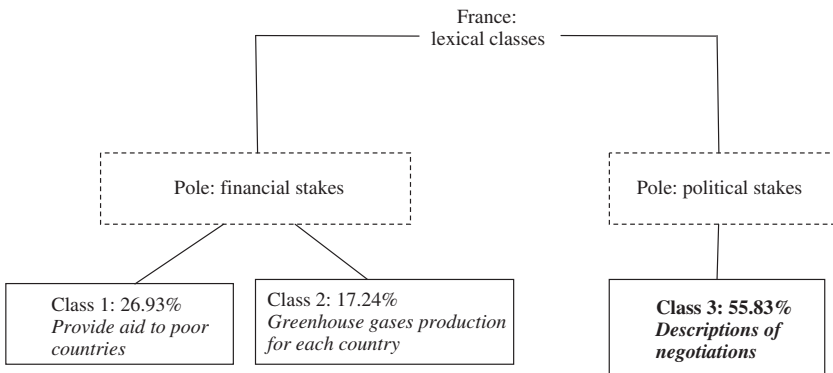 France:
lexical classes
Pole: financial stakes
Pole: political stakes
Class 1: 26.93%
Provide aid to poor
countries
Class 2: 17.24%
Greenhouse gases production
for each country
Class 3: 55.83%
Descriptions of
negotiations